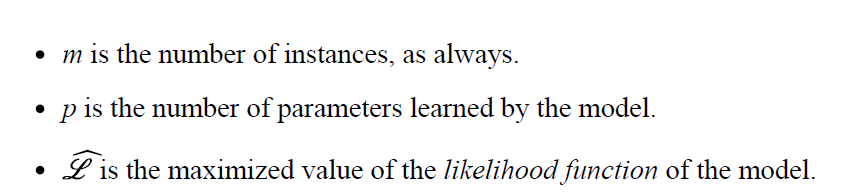 • m is the number of instances, as always.
• p is the number of parameters learned by the model.
• ℒ̂ is the maximized value of the likelihood function of the model.